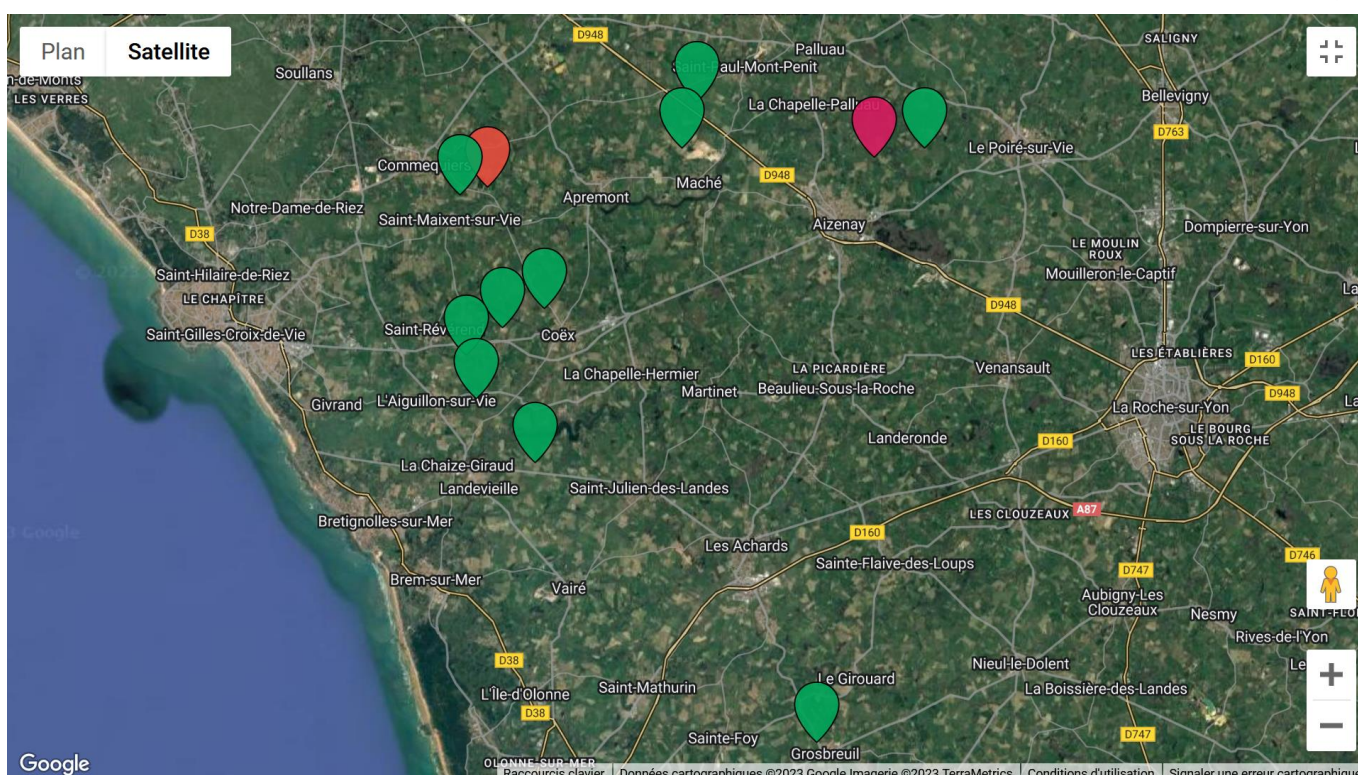 Plan
Satellite
D948
Palluau
SALIGNY
Soullans
LES VERRES
Bellevigny
La Chapelle-Palluau
D763
Le Poiré-sur-Vie
Maché
D948
Apremont
Notre-Dame-de-Riez
Saint-Maixent-sur-Vie
D38
Aizenay
Dompierre-sur-Yon
LE MOULIN
ROUX
Mouilleron-le-Captif
Saint-Hilaire-de-Riez
LE CHAPÎTRE
D948
Saint-Gilles-Croix-de-Vie
Coëx
LES ÉTABLIÈRES
D160
LA PICARDIÈRE
Venansault
La Chapelle-Hermier
Martinet
Beaulieu-Sous-la-Roche
D948
Givrand
L'Aiguillon-sur-Vie
La Roche-sur-Yon
LE BOURG
SOUS LA ROCHE
Landeronde
D160
La Chaize-Giraud
Landevieille
Saint-Julien-des-Landes
LES CLOUZEAUX
A87
Bretignolles-sur-Mer
Google
D160
Les Achards
D746
Sainte-Flaive-des-Loups
D747
Brem-sur-Mer
Vairé
Aubigny-Les
Clouzeaux
Nesmy
Rives-de-l'Yon
D38
Nieul-le-Dolent
Le Girouard
La Boissière-des-Landes
L'Île-d'Olonne
Saint-Mathurin
D38
D747
Sainte-Foy
Grosbreuil
OLONNE-SUR-MER
Google
Raccourcis clavier
Données cartographiques ©2023 Google Imagerie ©2023 TerraMetrics
Conditions d'utilisation